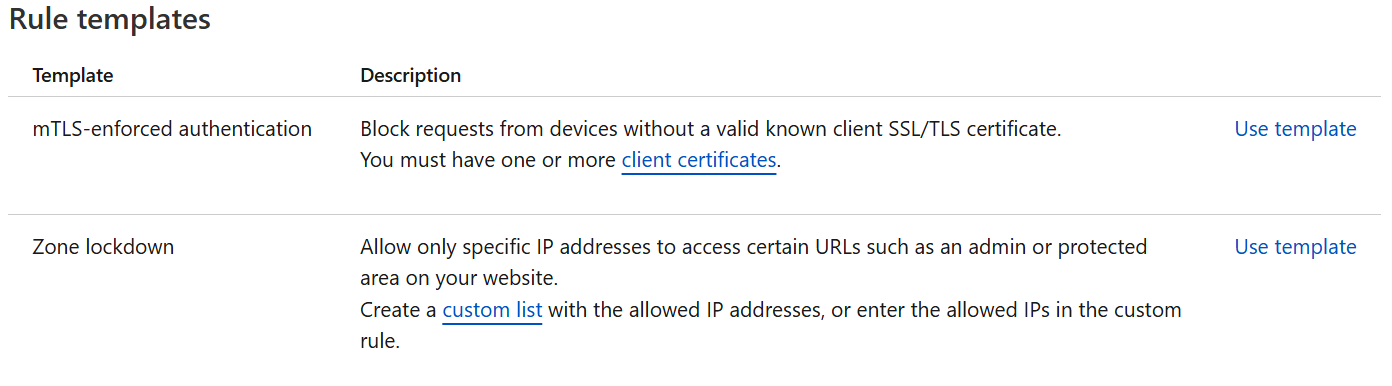 Rule templates
Template Description
mTLS-enforced authentication Block requests from devices without a valid known client SSL/TLS certificate. Use template
You must have one or more client certificates.
Zone lockdown Allow only specific IP addresses to access certain URLs such as an admin or protected Use template
area on your website.
Create a custom list with the allowed IP addresses, or enter the allowed IPs in the custom
rule.